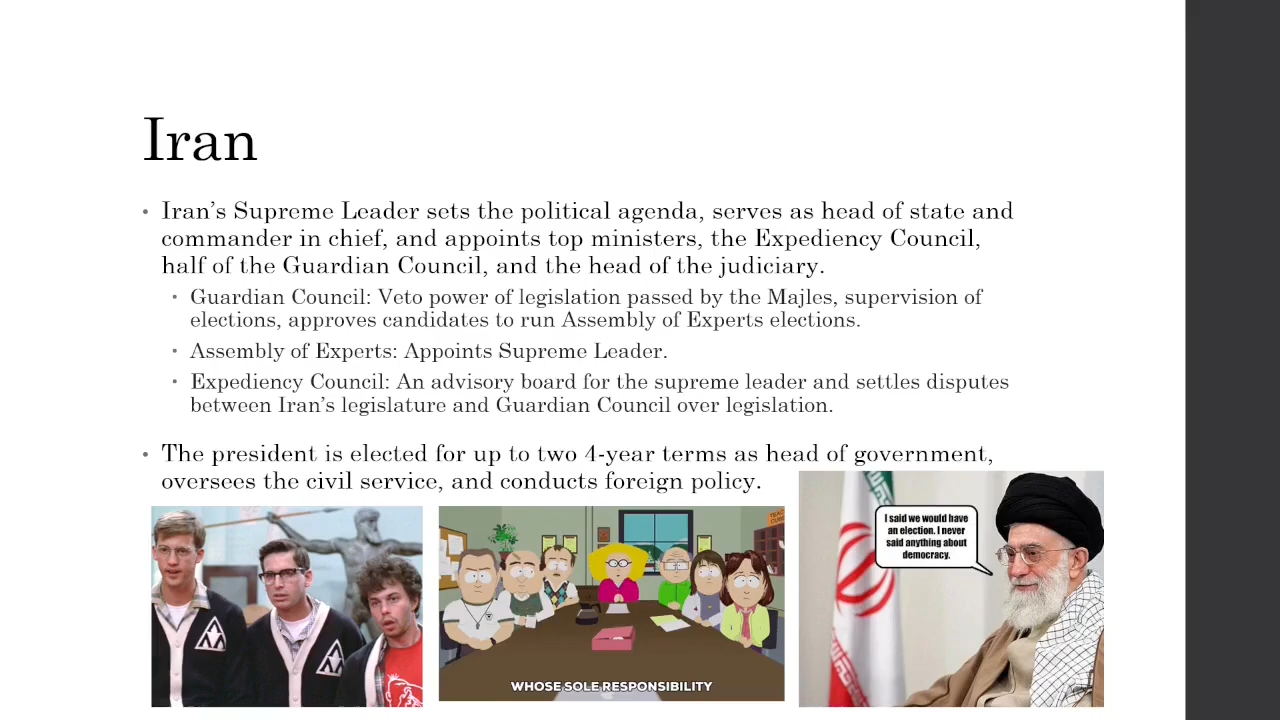 Iran
• Iran's Supreme Leader sets the political agenda, serves as head of state and
commander in chief, and appoints top ministers, the Expediency Council,
half of the Guardian Council, and the head of the judiciary.
• Guardian Council: Veto power of legislation passed by the Majles, supervision of
elections, approves candidates to run Assembly of Experts elections.
• Assembly of Experts: Appoints Supreme Leader.
• Expediency Council: An advisory board for the supreme leader and settles disputes
between Iran's legislature and Guardian Council over legislation.
• The president is elected for up to two 4-year terms as head of government,
oversees the civil service, and conducts foreign policy.
WHOSE SOLE RESPONSIBILITY
I said we would have
an election. I never
said anything about
democracy.